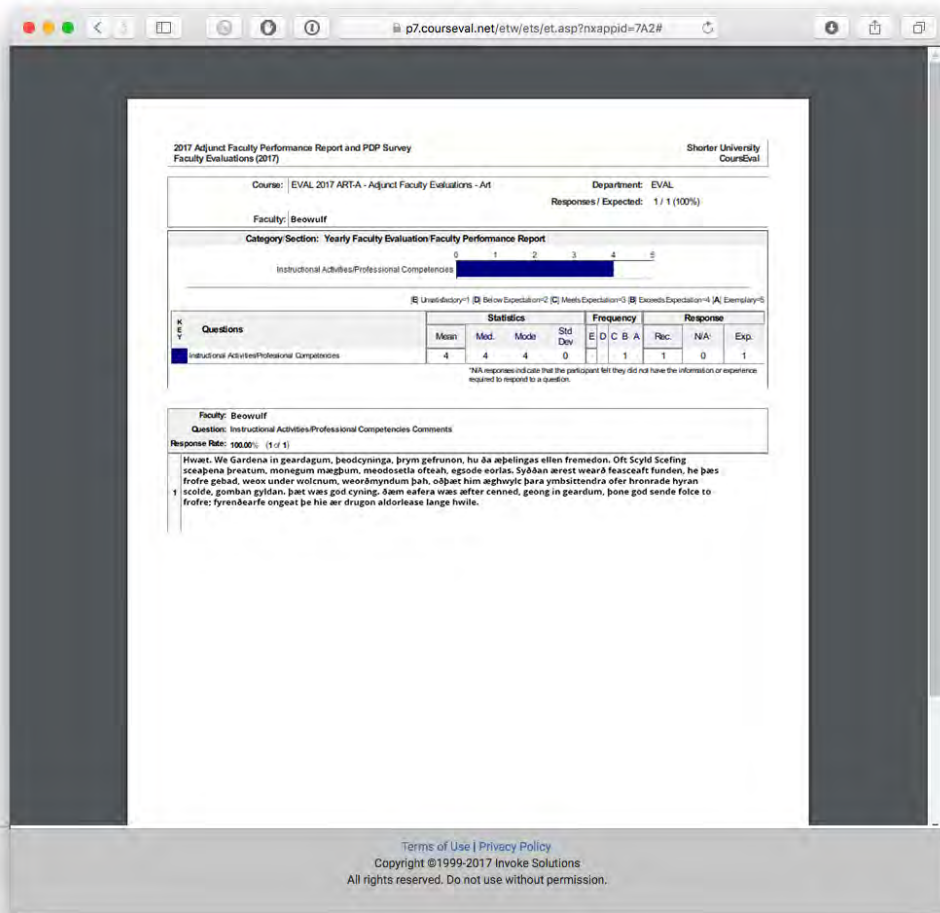 p7.courseval.net/etw/ets/et.asp?nxappid=7A2#
2017 Adjunct Faculty Performance Report and PDP Survey
Shorter University
Faculty Evaluations (2017)
CoursEval
Course: EVAL 2017 ART-A - Adjunct Faculty Evaluations - Art
Department: EVAL
Responses / Expected: 1 / 1 (100%)
Faculty: Beowulf
Category/Section: Yearly Faculty Evaluation/Faculty Performance Report
0 1 2 3 4 5
Instructional Activities/Professional Competencies
[E] Unsatisfactory=1 [D] Below Expectation=2 [C] Meets Expectation=3 [B] Exceeds Expectation=4 [A] Exemplary=5
KEY
Questions
Statistics
Frequency
Response
Mean Med. Mode Std Dev E D C B A Rec. N/A* Exp.
Instructional Activities/Professional Competencies 4 4 4 0 1 1 0 1
*N/A responses indicate that the participant felt they did not have the information or experience
required to respond to a question.
Faculty: Beowulf
Question: Instructional Activities/Professional Competencies Comments
Response Rate: 100.00% (1 of 1)
Hwæt. We Gardena in geardagum, þeodcyninga, þrym gefrunon, hu ða æþelingas ellen fremedon. Oft Scyld Scefing
sceaþena þreatum, monegum mægþum, meodosetla ofteah, egsode eorlas. Syððan ærest wearð feasceaft funden, he þæs
frofre gebad, weox under wolcnum, weorðmyndum þah, oðþæt him æghwylc þara ymbsittendra ofer hronrade hyran
1 scolde, gomban gyldan. þæt wæs god cyning. ðæm eafera wæs æfter cenned, geong in geardum, þone god sende folce to
frofre; fyrenðearfe ongeat þe hie ær drugon aldorlease lange hwile.
Terms of Use | Privacy Policy
Copyright ©1999-2017 Invoke Solutions
All rights reserved. Do not use without permission.